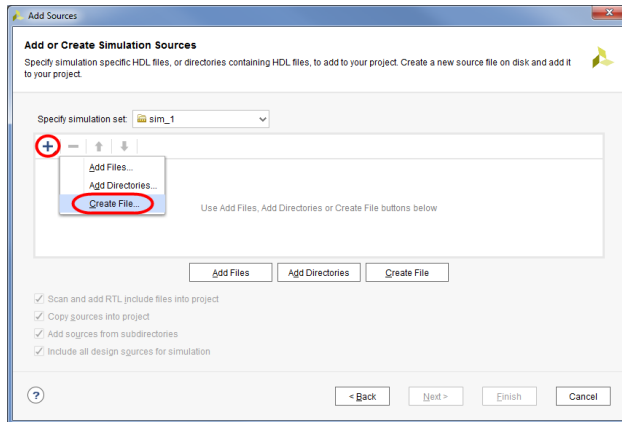 Add Sources
Add or Create Simulation Sources
Specify simulation specific HDL files, or directories containing HDL files, to add to your project. Create a new source file on disk and add it
to your project.
Specify simulation set: sim_1
Add Files...
Add Directories...
Create File...
Use Add Files, Add Directories or Create File buttons below
Add Files Add Directories Create File
Scan and add RTL include files into project
Copy sources into project
Add sources from subdirectories
Include all design sources for simulation
? < Back Next > Finish Cancel